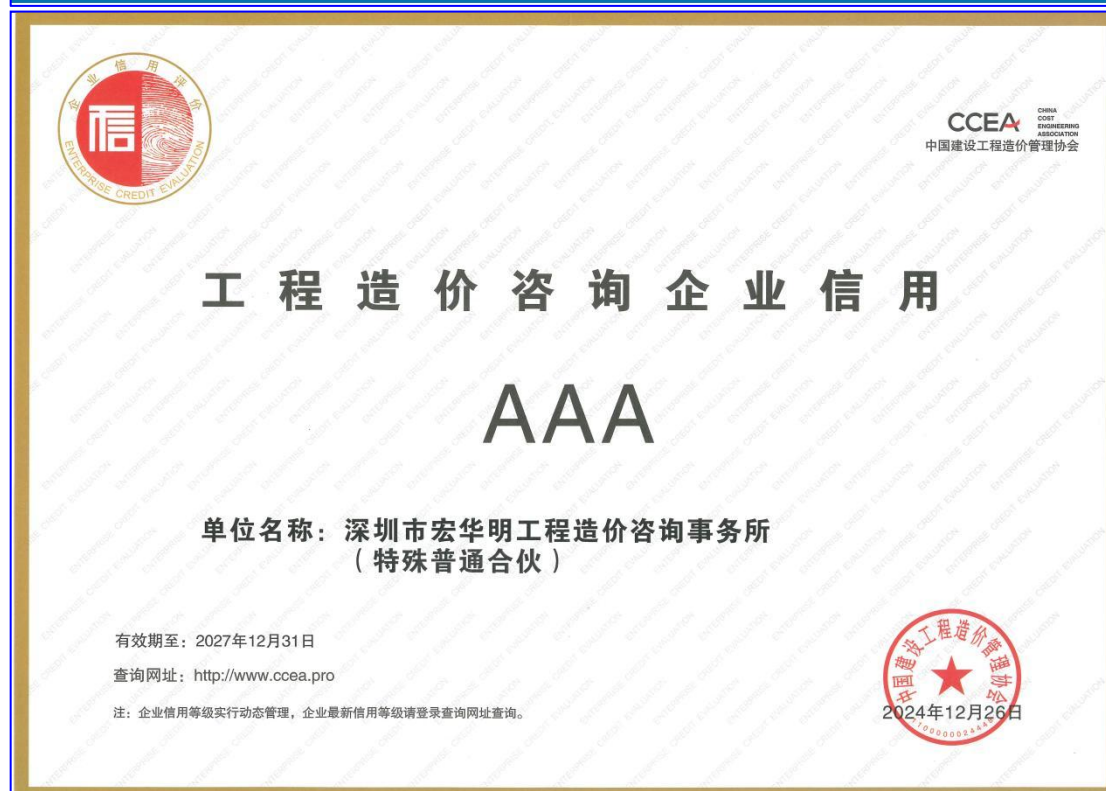 企业信用评价
信
ENTERPRISE CREDIT EVALUATION
CCEA
CHINA
COST
ENGINEERING
ASSOCIATION
中国建设工程造价管理协会
工程造价咨询企业信用
AAA
单位名称：深圳市宏华明工程造价咨询事务所
（特殊普通合伙）
有效期至：2027年12月31日
查询网址：http://www.ccea.pro
注：企业信用等级实行动态管理，企业最新信用等级请登录查询网址查询。
中国建设工程造价管理协会
2024年12月26日